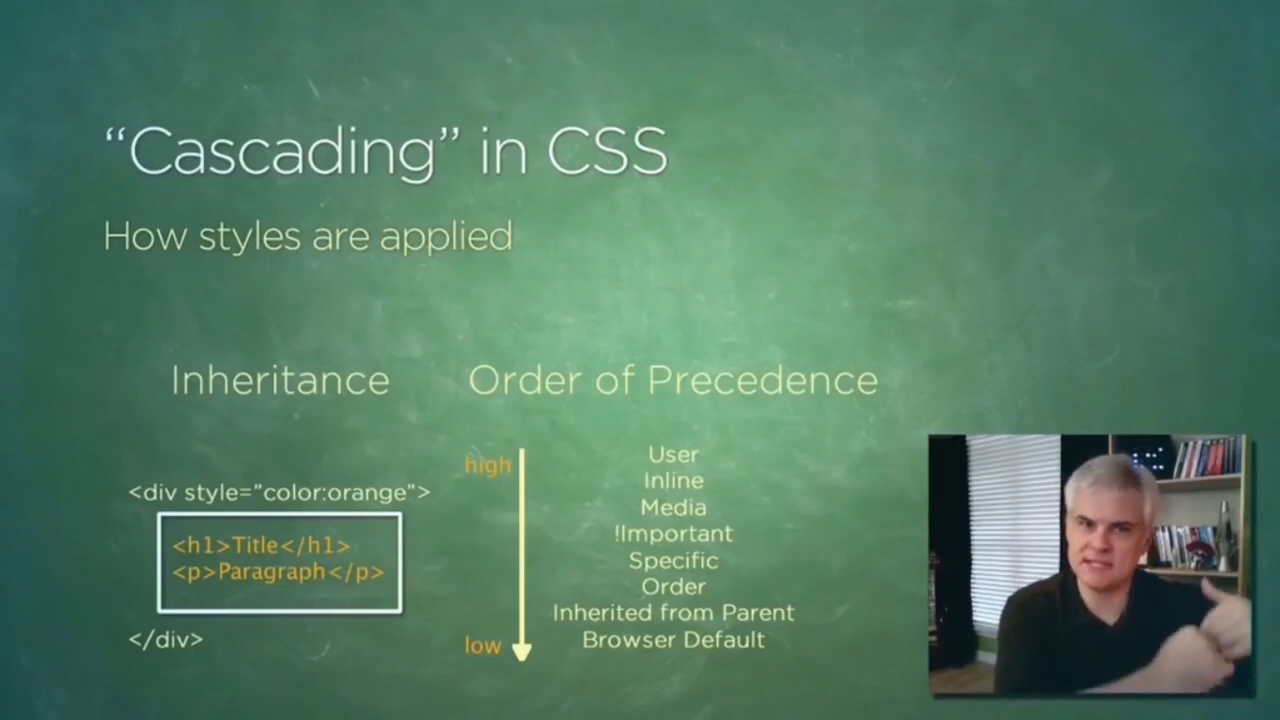 “Cascading” in CSS
How styles are applied
Inheritance
<div style=”color:orange”>
<h1>Title</h1>
<p>Paragraph</p>
</div>
Order of Precedence
high
low
User
Inline
Media
!Important
Specific
Order
Inherited from Parent
Browser Default